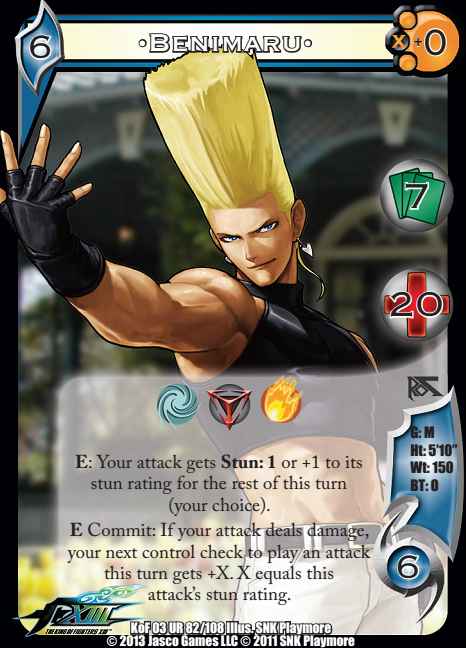 6
·BENIMARU·
X +0
7
20
G: M
Ht: 5'10"
Wt: 150
BT: 0
E: Your attack gets Stun: 1 or +1 to its
stun rating for the rest of this turn
(your choice).
E Commit: If your attack deals damage,
your next control check to play an attack
this turn gets +X. X equals this
attack's stun rating.
6
XIII
THE KING OF FIGHTERS XIII
KoF 03 UR 82/108 Illus. SNK Playmore
© 2013 Jasco Games LLC © 2011 SNK Playmore